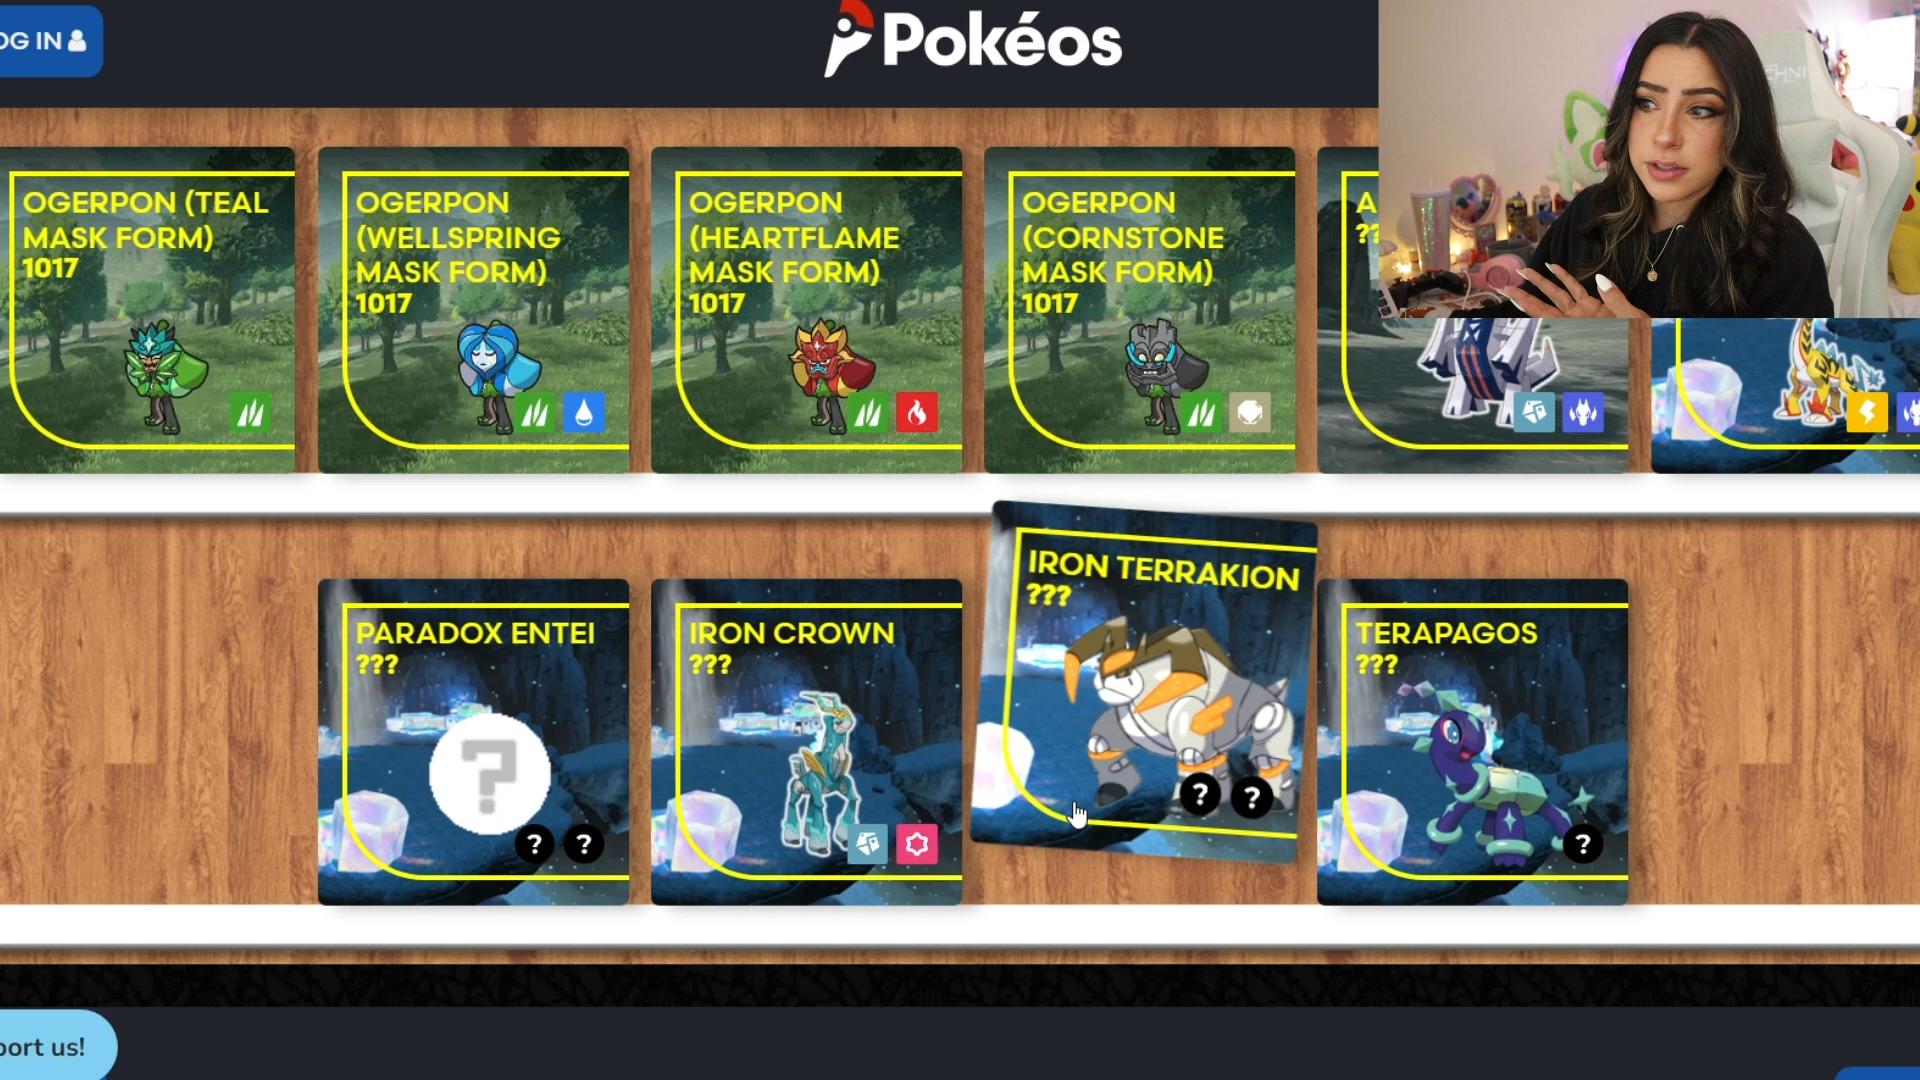 OG IN
Pokéos
OGERPON (TEAL
MASK FORM)
1017
OGERPON
(WELLSPRING
MASK FORM)
1017
OGERPON
(HEARTFLAME
MASK FORM)
1017
OGERPON
(CORNSTONE
MASK FORM)
1017
A
??
PARADOX ENTEI
???
? ?
IRON CROWN
???
IRON TERRAKION
???
? ?
TERAPAGOS
???
?
port us!